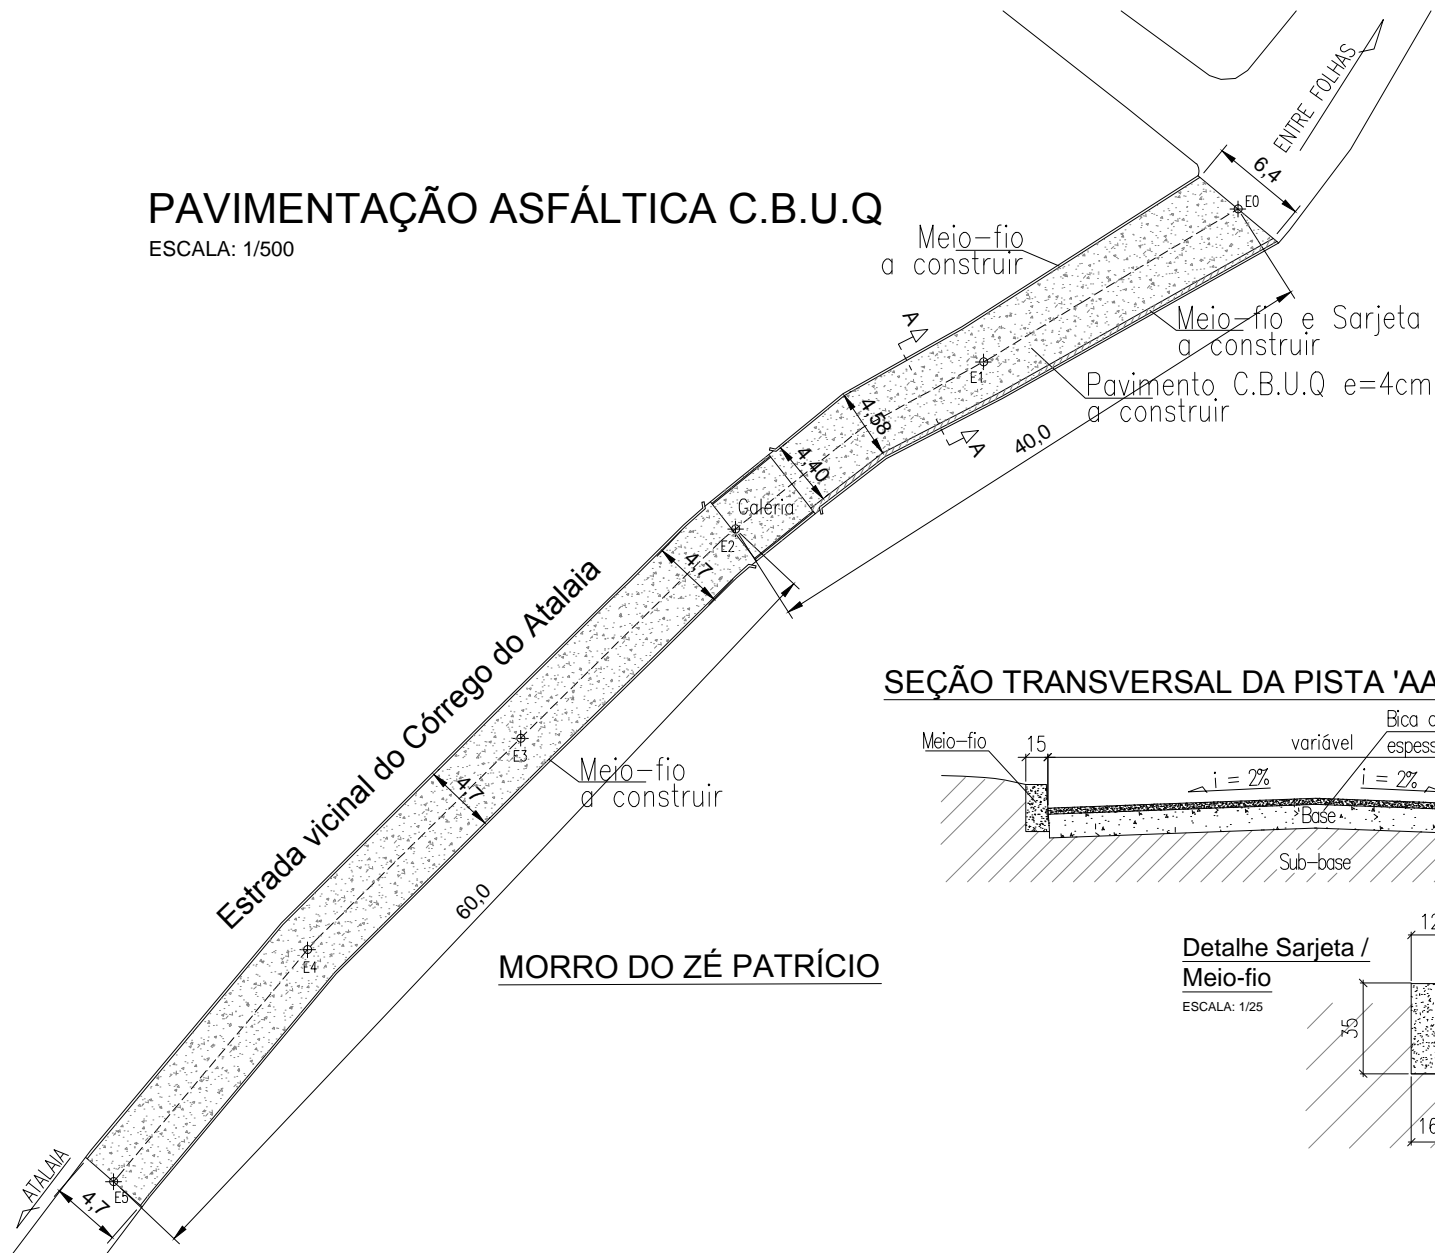 ENTRE FOLHAS
6,4
E0
PAVIMENTAÇÃO ASFÁLTICA C.B.U.Q
ESCALA: 1/500
Meio-fio
a construir
A
Meio-fio e Sarjeta
a construir
E1
Pavimento C.B.U.Q e=4cm
a construir
4,58
A
40,0
4,40
Galeria
E2
4,7
Estrada vicinal do Córrego do Atalaia
E3
4,7
Meio-fio
a construir
60,0
E4
MORRO DO ZÉ PATRÍCIO
ATALAIA
4,7
E5
SEÇÃO TRANSVERSAL DA PISTA 'AA
Meio-fio
15
variável
Bica
espess
i = 2%
i = 2%
Base
Sub-base
Detalhe Sarjeta /
Meio-fio
ESCALA: 1/25
12
35
16